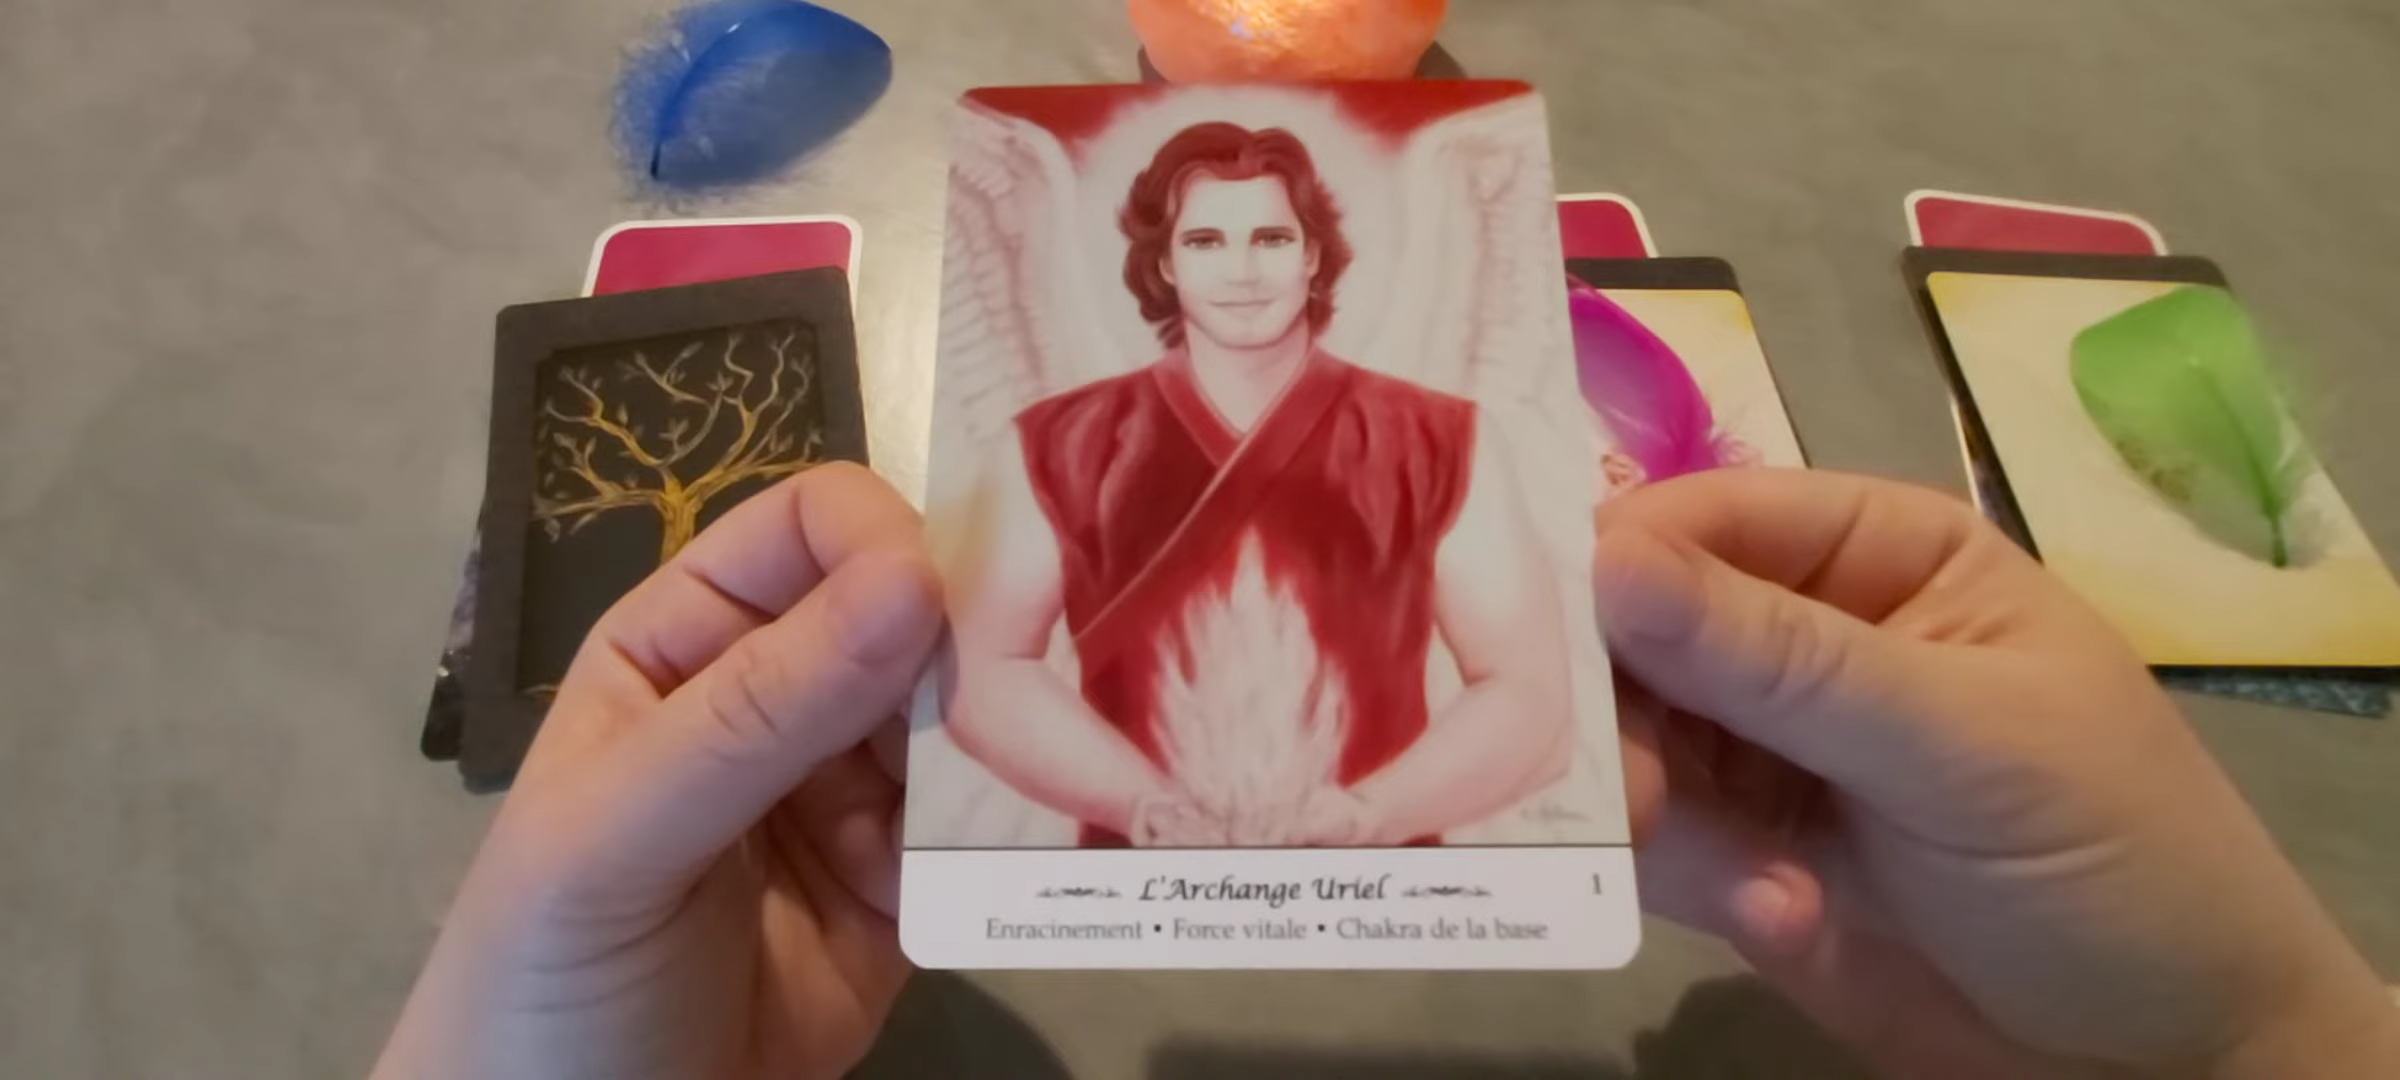 L'Archange Uriel
1
Enracinement • Force vitale • Chakra de la base